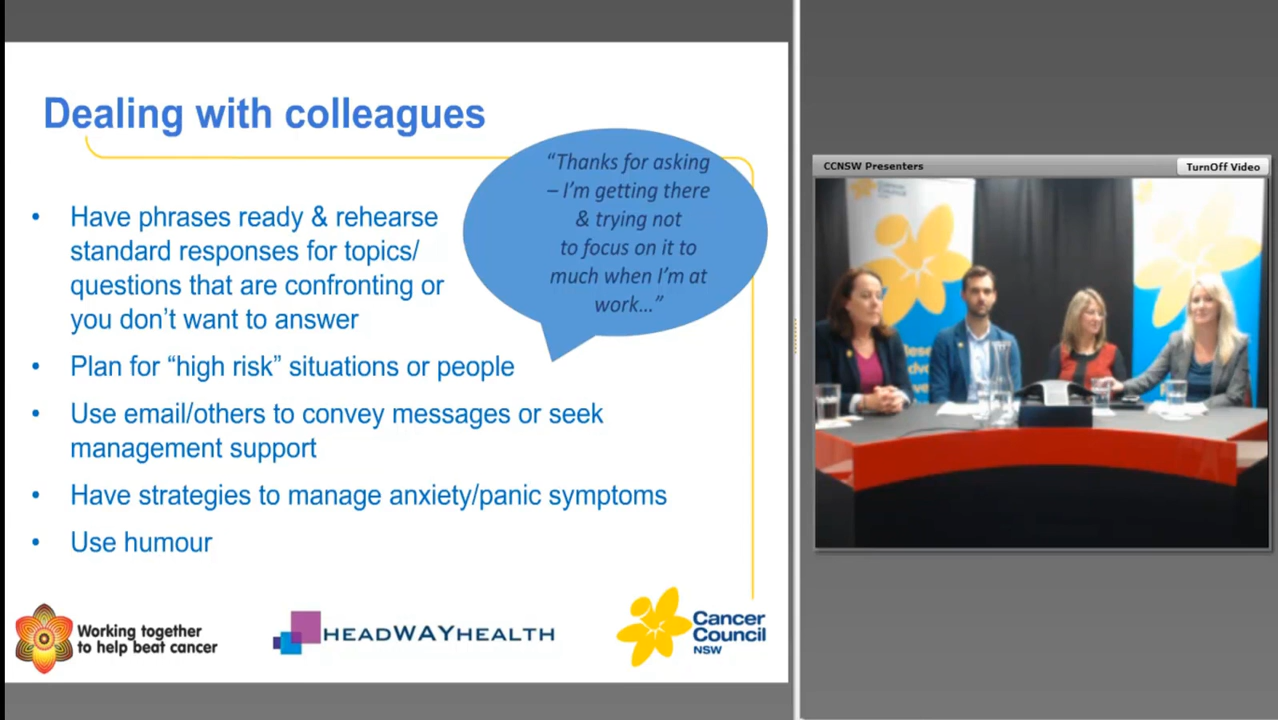 Dealing with colleagues
“Thanks for asking
– I’m getting there
& trying not
to focus on it to
much when I’m at
work…”
• Have phrases ready & rehearse
standard responses for topics/
questions that are confronting or
you don’t want to answer
• Plan for “high risk” situations or people
• Use email/others to convey messages or seek
management support
• Have strategies to manage anxiety/panic symptoms
• Use humour
Working together
to help beat cancer
HEADWAYHEALTH
Cancer
Council
NSW
CCNSW Presenters
TurnOff Video
Cancer
Council